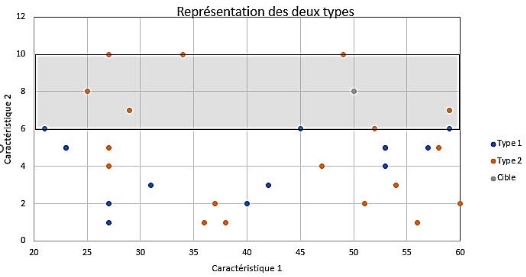 Représentation des deux types
Caractéristique 2
12
10
8
6
4
2
0
20 25 30 35 40 45 50 55 60
Caractéristique 1
Type 1
Type 2
Cible